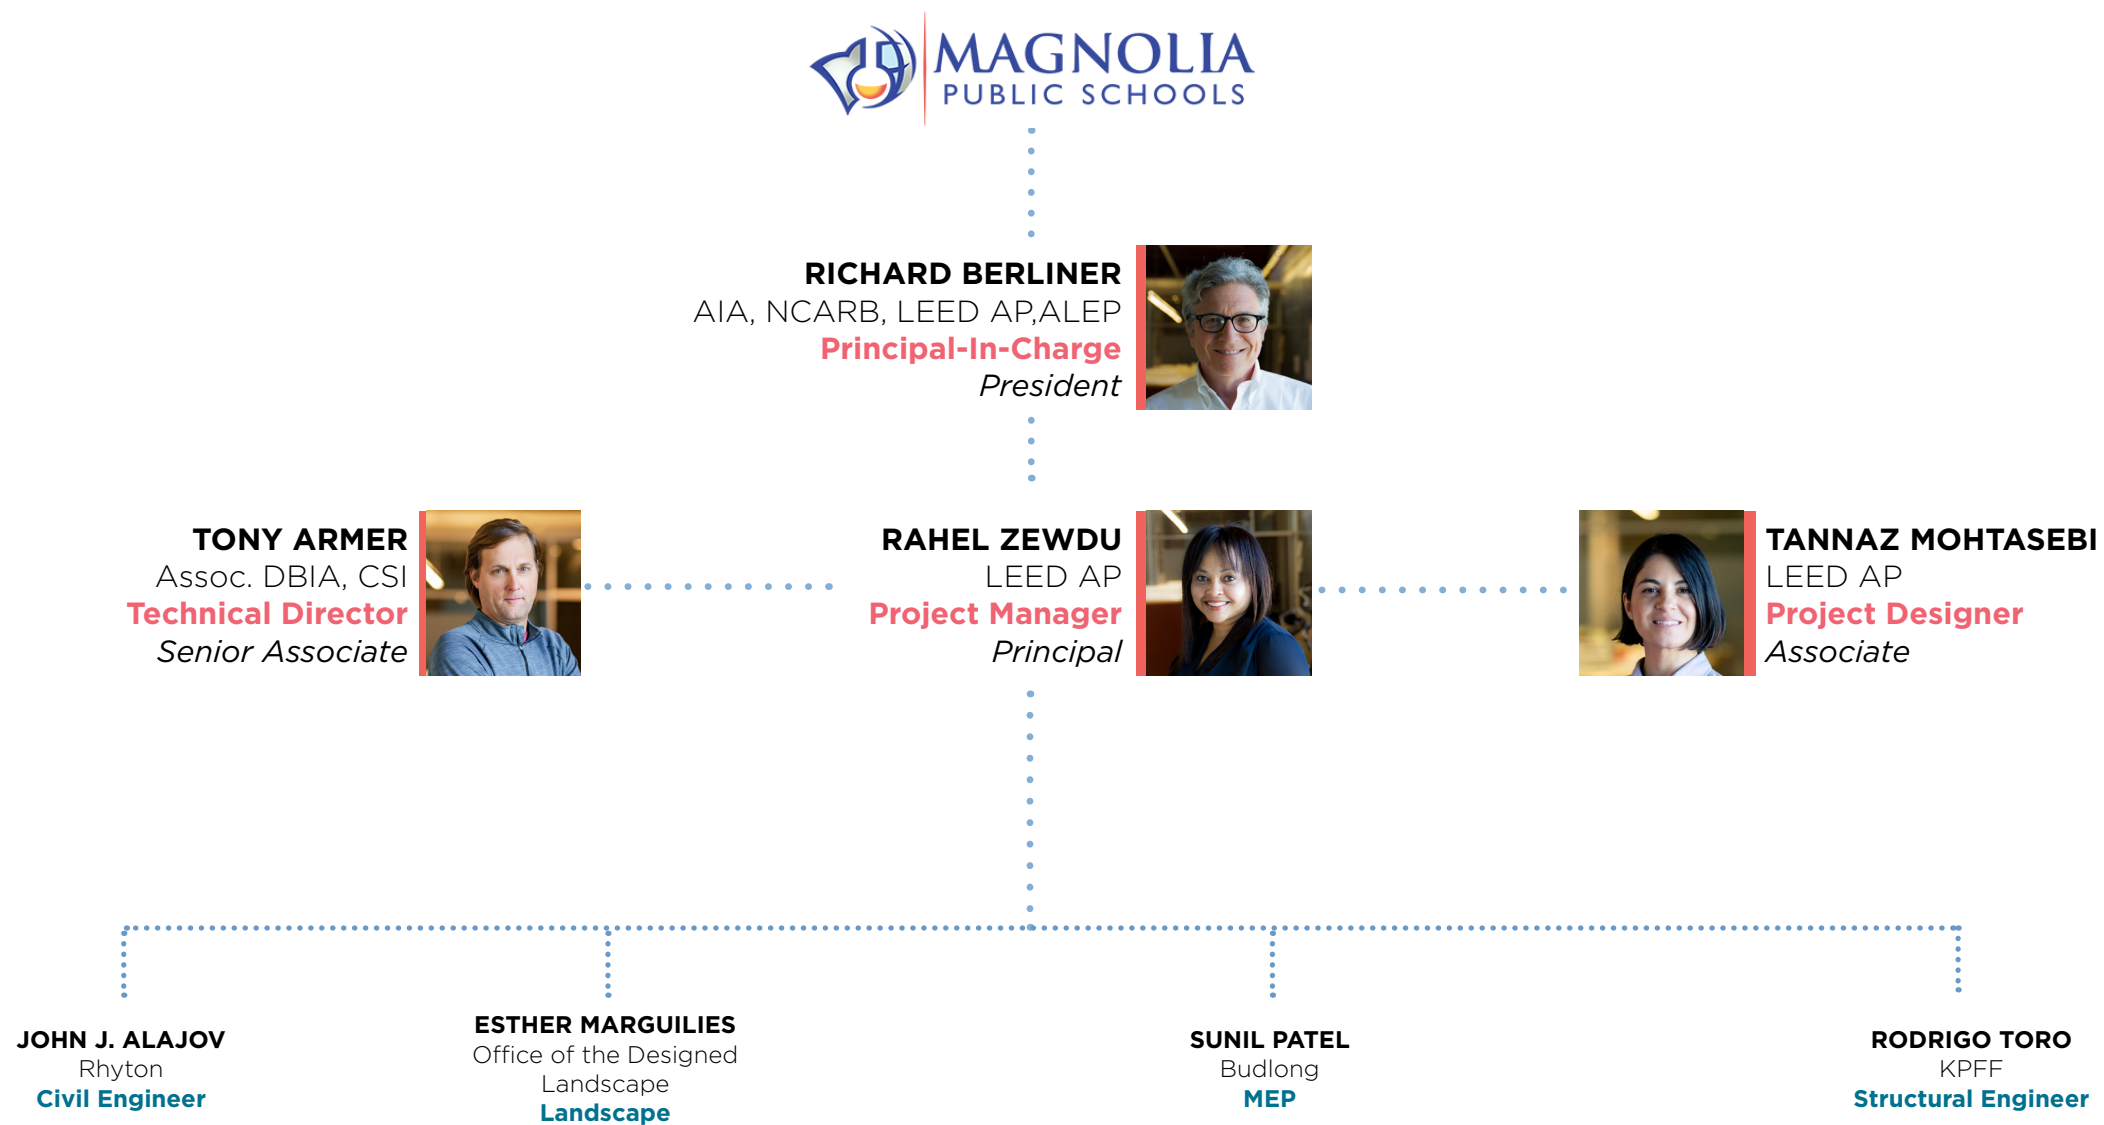 MAGNOLIA
PUBLIC SCHOOLS
RICHARD BERLINER
AIA, NCARB, LEED AP,ALEP
Principal-In-Charge
President
TONY ARMER
Assoc. DBIA, CSI
Technical Director
Senior Associate
RAHEL ZEWDU
LEED AP
Project Manager
Principal
TANNAZ MOHTASEBI
LEED AP
Project Designer
Associate
JOHN J. ALAJOV
Rhyton
Civil Engineer
ESTHER MARGUILIES
Office of the Designed
Landscape
Landscape
SUNIL PATEL
Budlong
MEP
RODRIGO TORO
KPFF
Structural Engineer